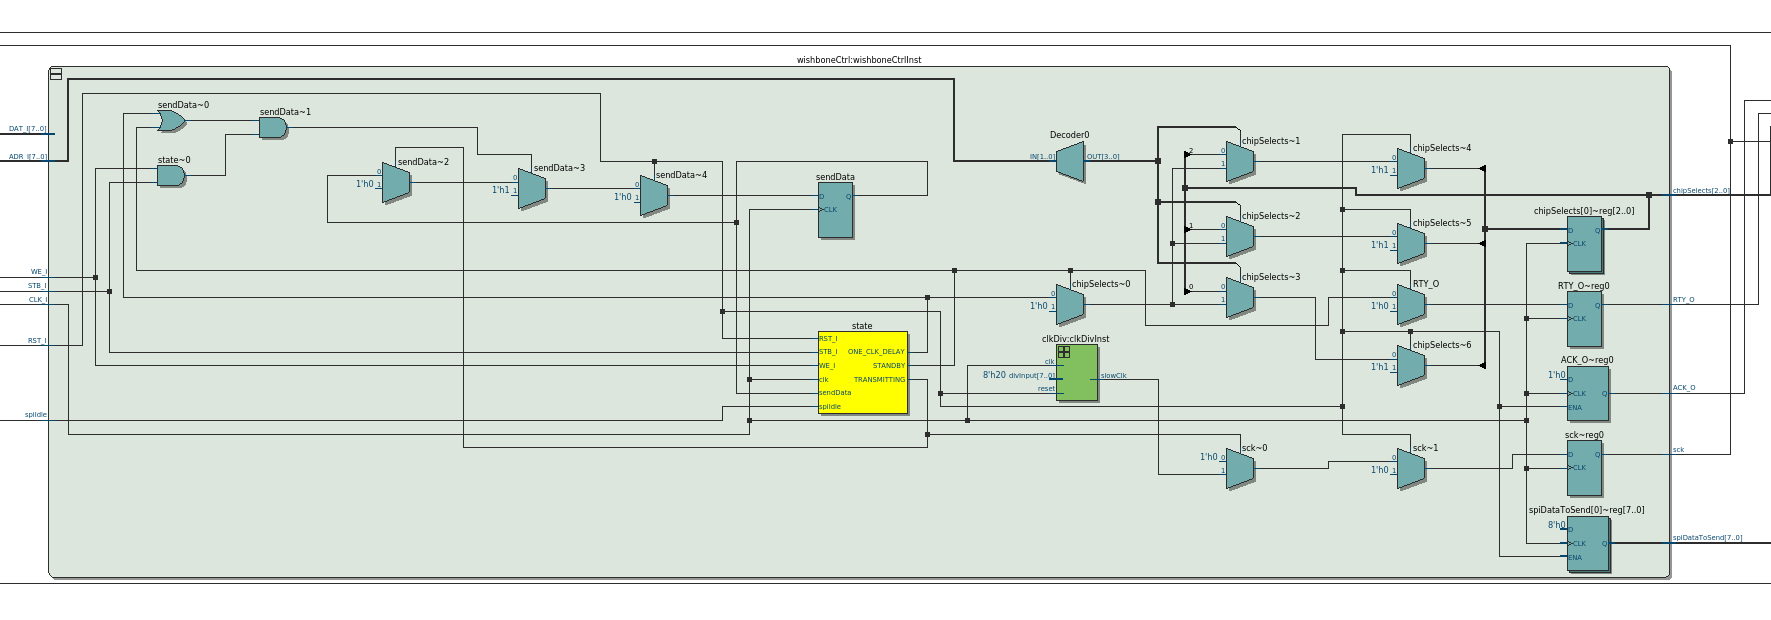 wishboneCtrl:wishboneCtrlInst
sendData~0
sendData~1
DAT_I[7..0]
Decoder0
chipSelects~1
chipSelects~4
ADR_I[7..0]
state~0
sendData~2
sendData~3
sendData~4
sendData
IN[1..0]
OUT[3..0]
2
0
1
0
1'h1 1
0
1'h0 1
0
1'h1 1
0
1'h0 1
D
Q
CLK
chipSelects[2..0]
chipSelects~2
chipSelects~5
chipSelects[0]~reg[2..0]
1
0
1
0
1'h1 1
D
Q
CLK
WE_I
STB_I
CLK_I
RST_I
spiIdle
chipSelects~0
0
1'h0 1
chipSelects~3
0
0
1
RTY_O
0
1'h0 1
RTY_O~reg0
D
Q
CLK
RTY_O
state
RST_I
STB_I
WE_I
clk
sendData
spiIdle
ONE_CLK_DELAY
STANDBY
TRANSMITTING
clkDiv:clkDivInst
clk
8'h20 divInput[7..0]
reset
slowClk
chipSelects~6
0
1'h1 1
ACK_O~reg0
1'h0 D
CLK
Q
ENA
ACK_O
sck~0
1'h0 0
1
sck~1
0
1'h0 1
sck~reg0
D
Q
CLK
sck
spiDataToSend[0]~reg[7..0]
8'h0 D
CLK
Q
ENA
spiDataToSend[7..0]